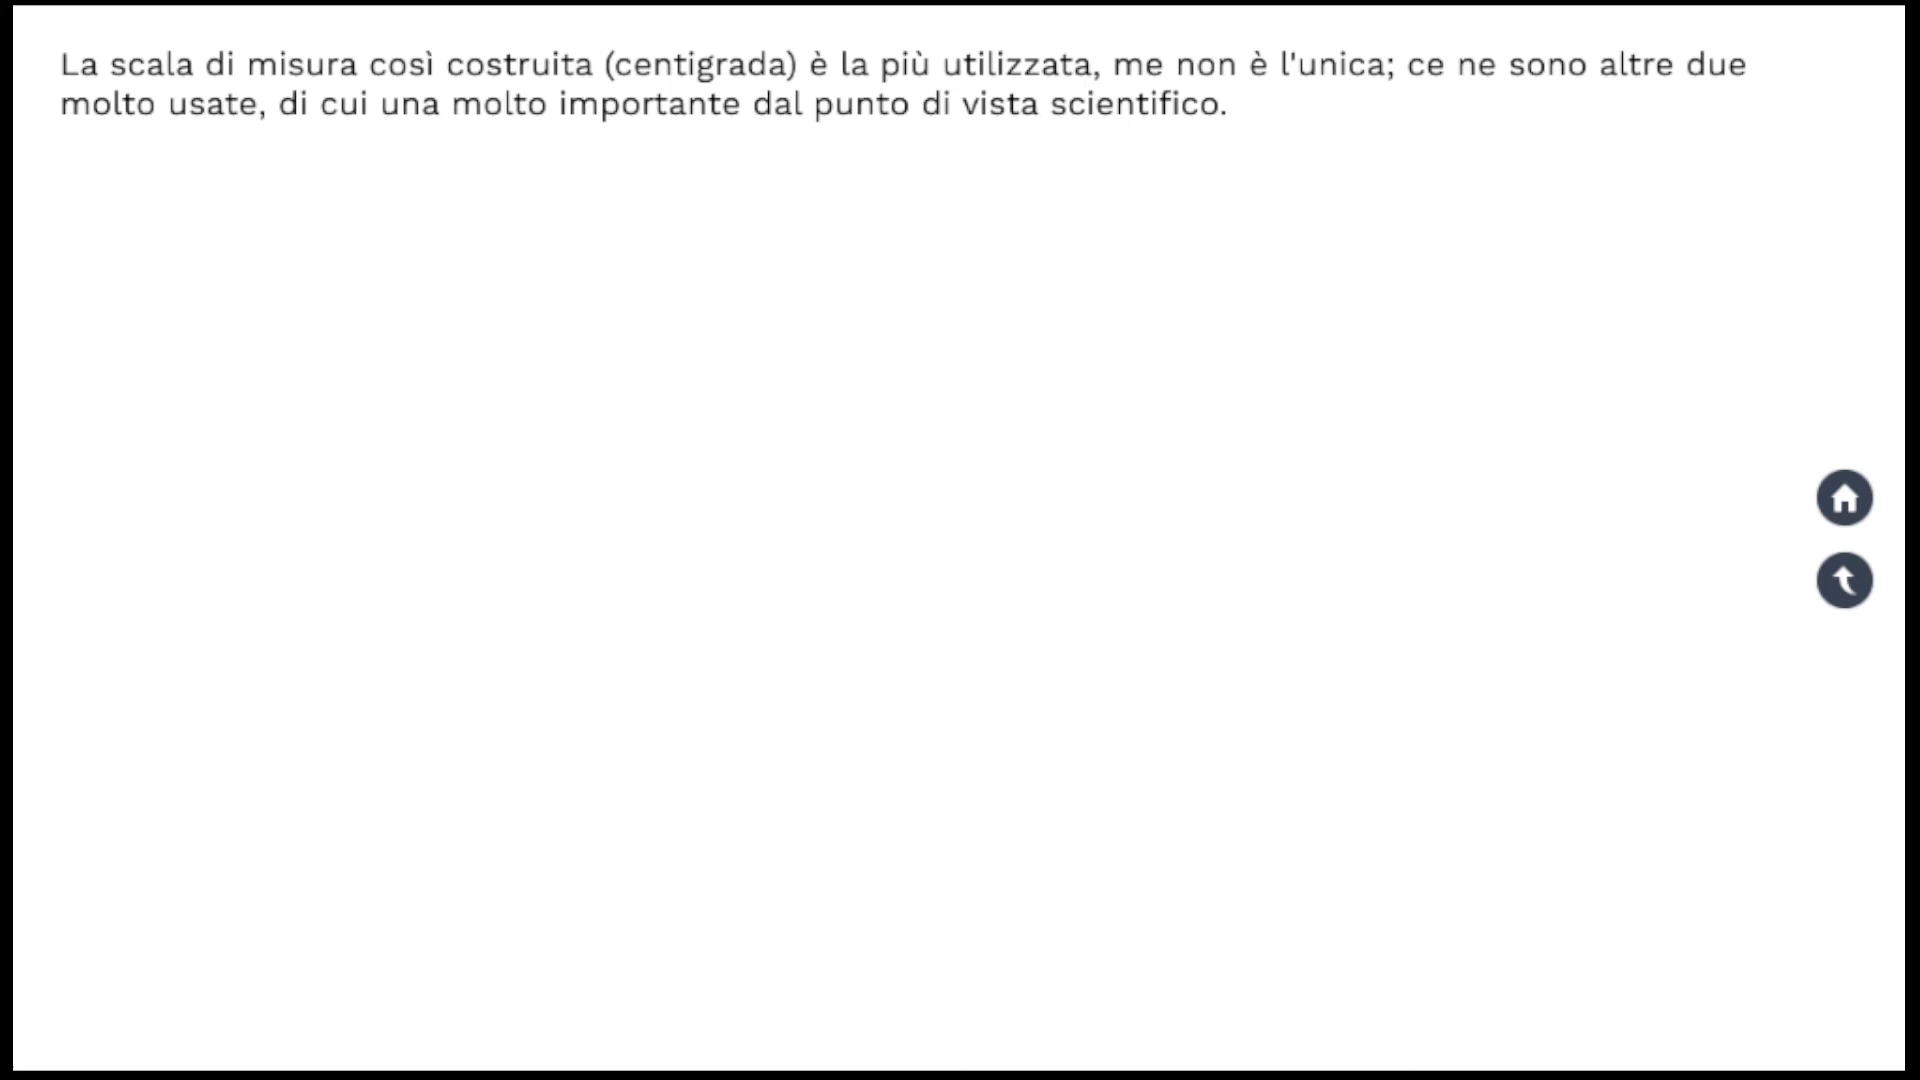 La scala di misura così costruita (centigrada) è la più utilizzata, me non è l'unica; ce ne sono altre due
molto usate, di cui una molto importante dal punto di vista scientifico.